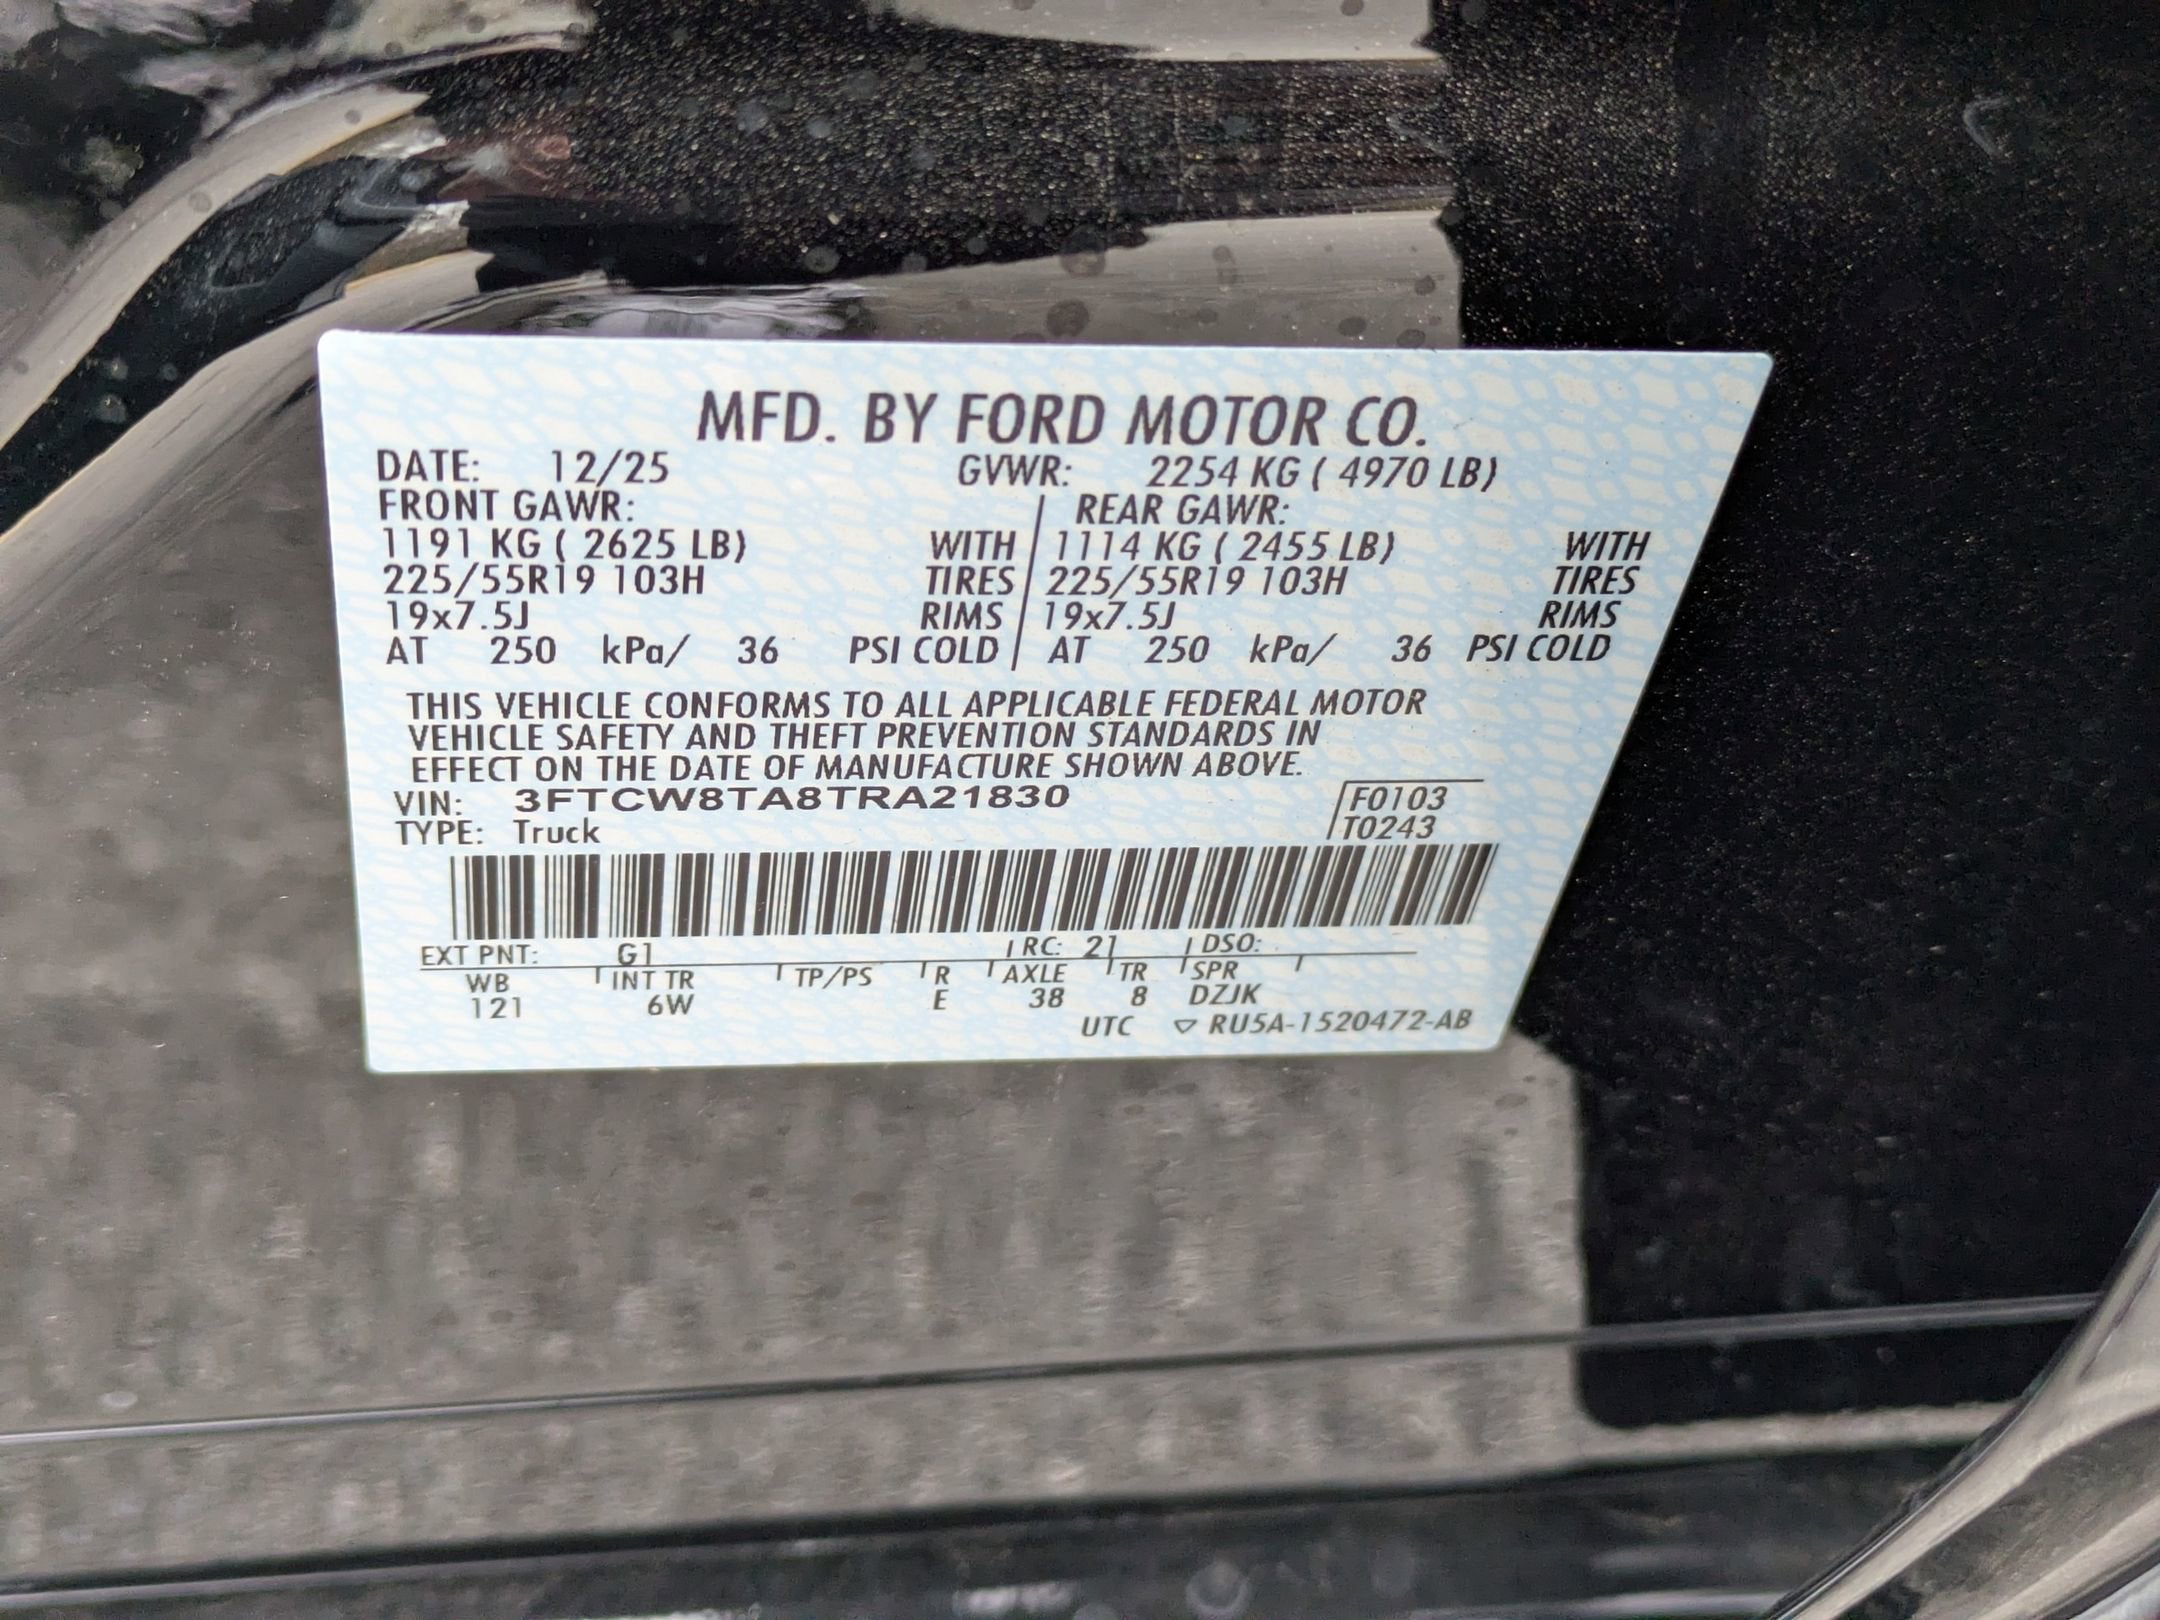 MFD. BY FORD MOTOR CO.
DATE: 12/25 GVWR: 2254 KG ( 4970 LB)
FRONT GAWR: REAR GAWR:
1191 KG ( 2625 LB) WITH 1114 KG ( 2455 LB) WITH
225/55R19 103H TIRES 225/55R19 103H TIRES
19x7.5J RIMS 19x7.5J RIMS
AT 250 kPa/ 36 PSI COLD AT 250 kPa/ 36 PSI COLD
THIS VEHICLE CONFORMS TO ALL APPLICABLE FEDERAL MOTOR
VEHICLE SAFETY AND THEFT PREVENTION STANDARDS IN
EFFECT ON THE DATE OF MANUFACTURE SHOWN ABOVE.
VIN: 3FTCW8TA8TRA21830 F0103
TYPE: Truck T0243
EXT PNT: G1 RC: 21 DSO:
WB INT TR TP/PS R AXLE TR SPR
121 6W E 38 8 DZJK
UTC ▽ RU5A-1520472-AB